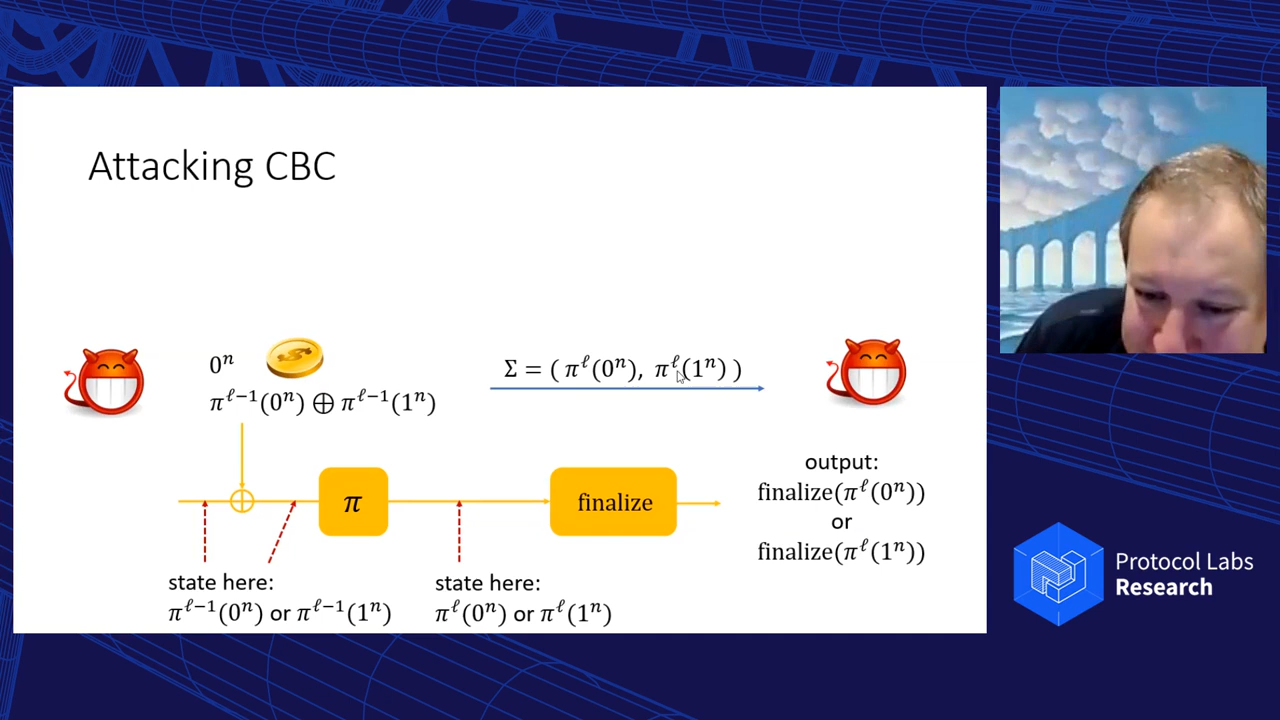 Attacking CBC
0ⁿ
πℓ⁻¹(0ⁿ) ⊕ πℓ⁻¹(1ⁿ)
Σ = ( πℓ(0ⁿ), πℓ(1ⁿ) )
π
finalize
output:
finalize(πℓ(0ⁿ))
or
finalize(πℓ(1ⁿ))
state here:
πℓ⁻¹(0ⁿ) or πℓ⁻¹(1ⁿ)
state here:
πℓ(0ⁿ) or πℓ(1ⁿ)
Protocol Labs
Research